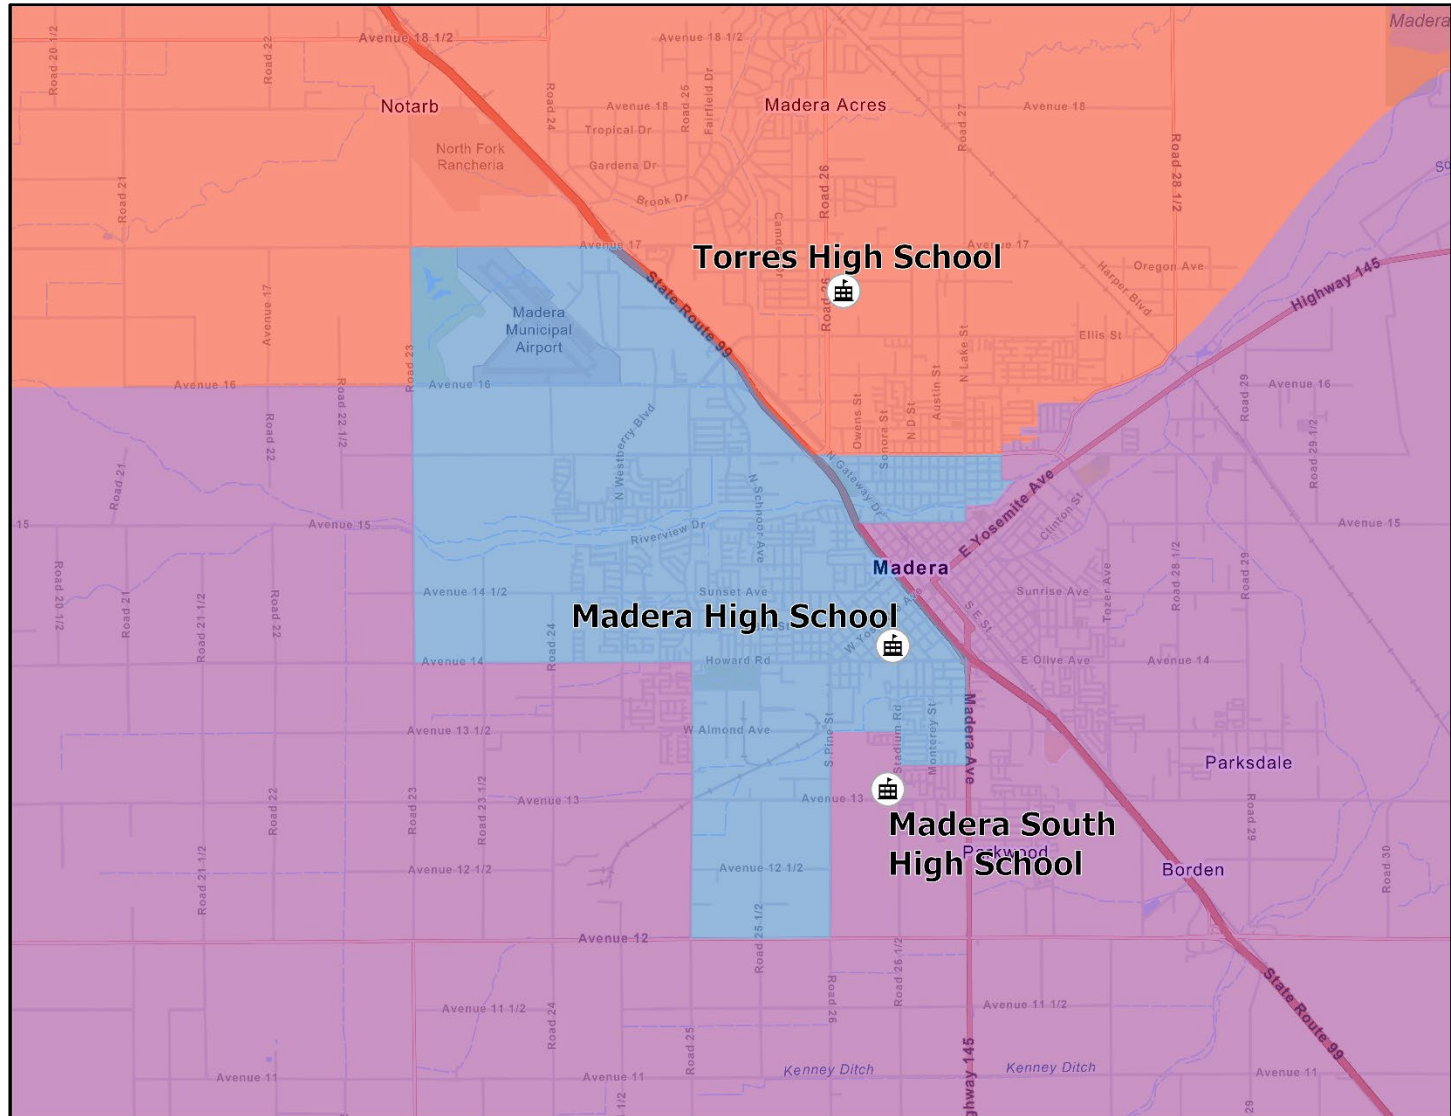 Avenue 18 1/2
Avenue 18 1/2
Madera
Road 20 1/2
Road 22
Notarb
Road 24
Avenue 18
Road 25
Fairfield Dr
Madera Acres
Road 27
Avenue 18
Tropical Dr
North Fork
Rancheria
Gardena Dr
Road 26
Road 28 1/2
Brook Dr
Road 21
Avenue 17
Torres High School
Avenue 17
Oregon Ave
Harper Blvd
Highway 145
State Route 99
Road 26
Avenue 17
Madera
Municipal
Airport
Ellis St
N Lake St
Road 23
Avenue 16
Avenue 16
Austin St
Road 29
Avenue 16
Road 22 1/2
Road 22
N Westberry Blvd
Owens St
Sonora St
N D St
Road 29 1/2
Road 21
N Schnoor Ave
N Gateway Dr
E Yosemite Ave
Clinton St
15
Avenue 15
Riverview Dr
Avenue 15
Madera
Road 20 1/2
Road 21
Road 21 1/2
Road 22
Avenue 14 1/2
Sunset Ave
Sunrise Ave
Tozer Ave
Road 28 1/2
Road 29
Madera High School
S E St
Road 24
Avenue 14
Howard Rd
E Olive Ave
Avenue 14
Avenue 13 1/2
W Almond Ave
S Pine St
Stadium Rd
Monterey St
Madera Ave
Parksdale
Road 22
Road 23
Road 23 1/2
Avenue 13
Avenue 13
Madera South
High School
Parkwood
Road 29
Road 21 1/2
Avenue 12 1/2
Avenue 12 1/2
Borden
Road 30
Avenue 12
Road 25 1/2
Road 26 1/2
State Route 99
Avenue 11 1/2
Road 24
Road 25
Road 26
Avenue 11 1/2
Avenue 11
Avenue 11
Kenney Ditch
Kenney Ditch
Avenue 11